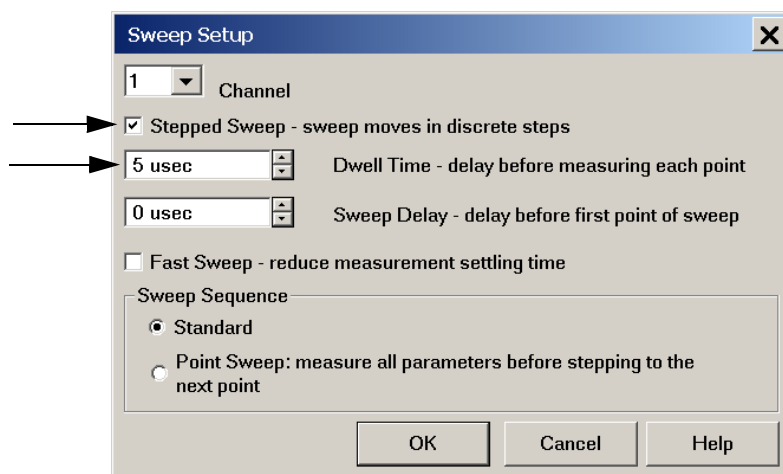 Sweep Setup
1 Channel
Stepped Sweep - sweep moves in discrete steps
5 usec Dwell Time - delay before measuring each point
0 usec Sweep Delay - delay before first point of sweep
Fast Sweep - reduce measurement settling time
Sweep Sequence
Standard
Point Sweep: measure all parameters before stepping to the
next point
OK Cancel Help